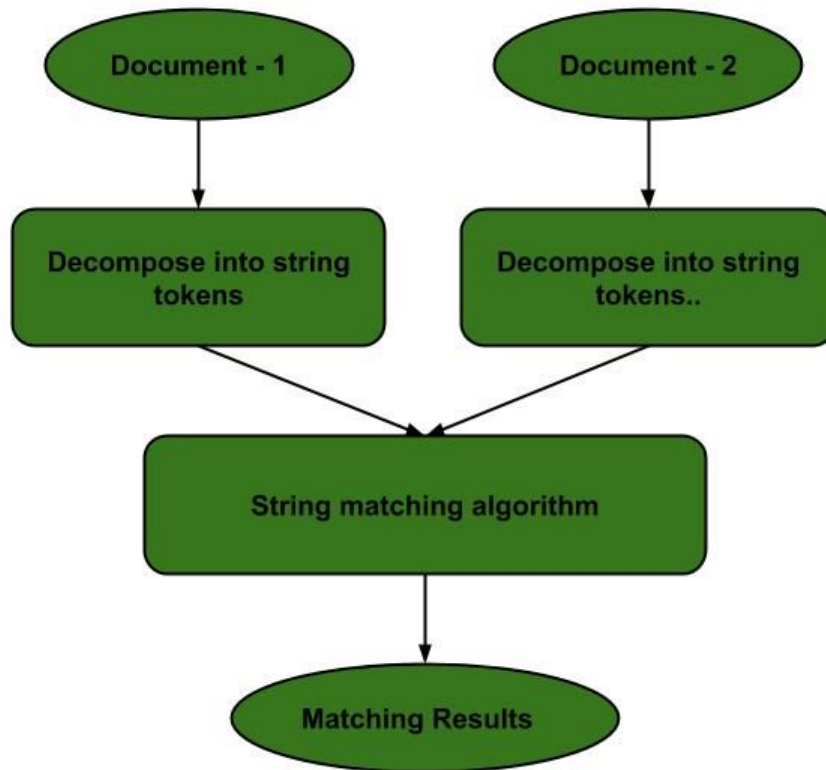 Document - 1
Document - 2
Decompose into string
tokens
Decompose into string
tokens..
String matching algorithm
Matching Results